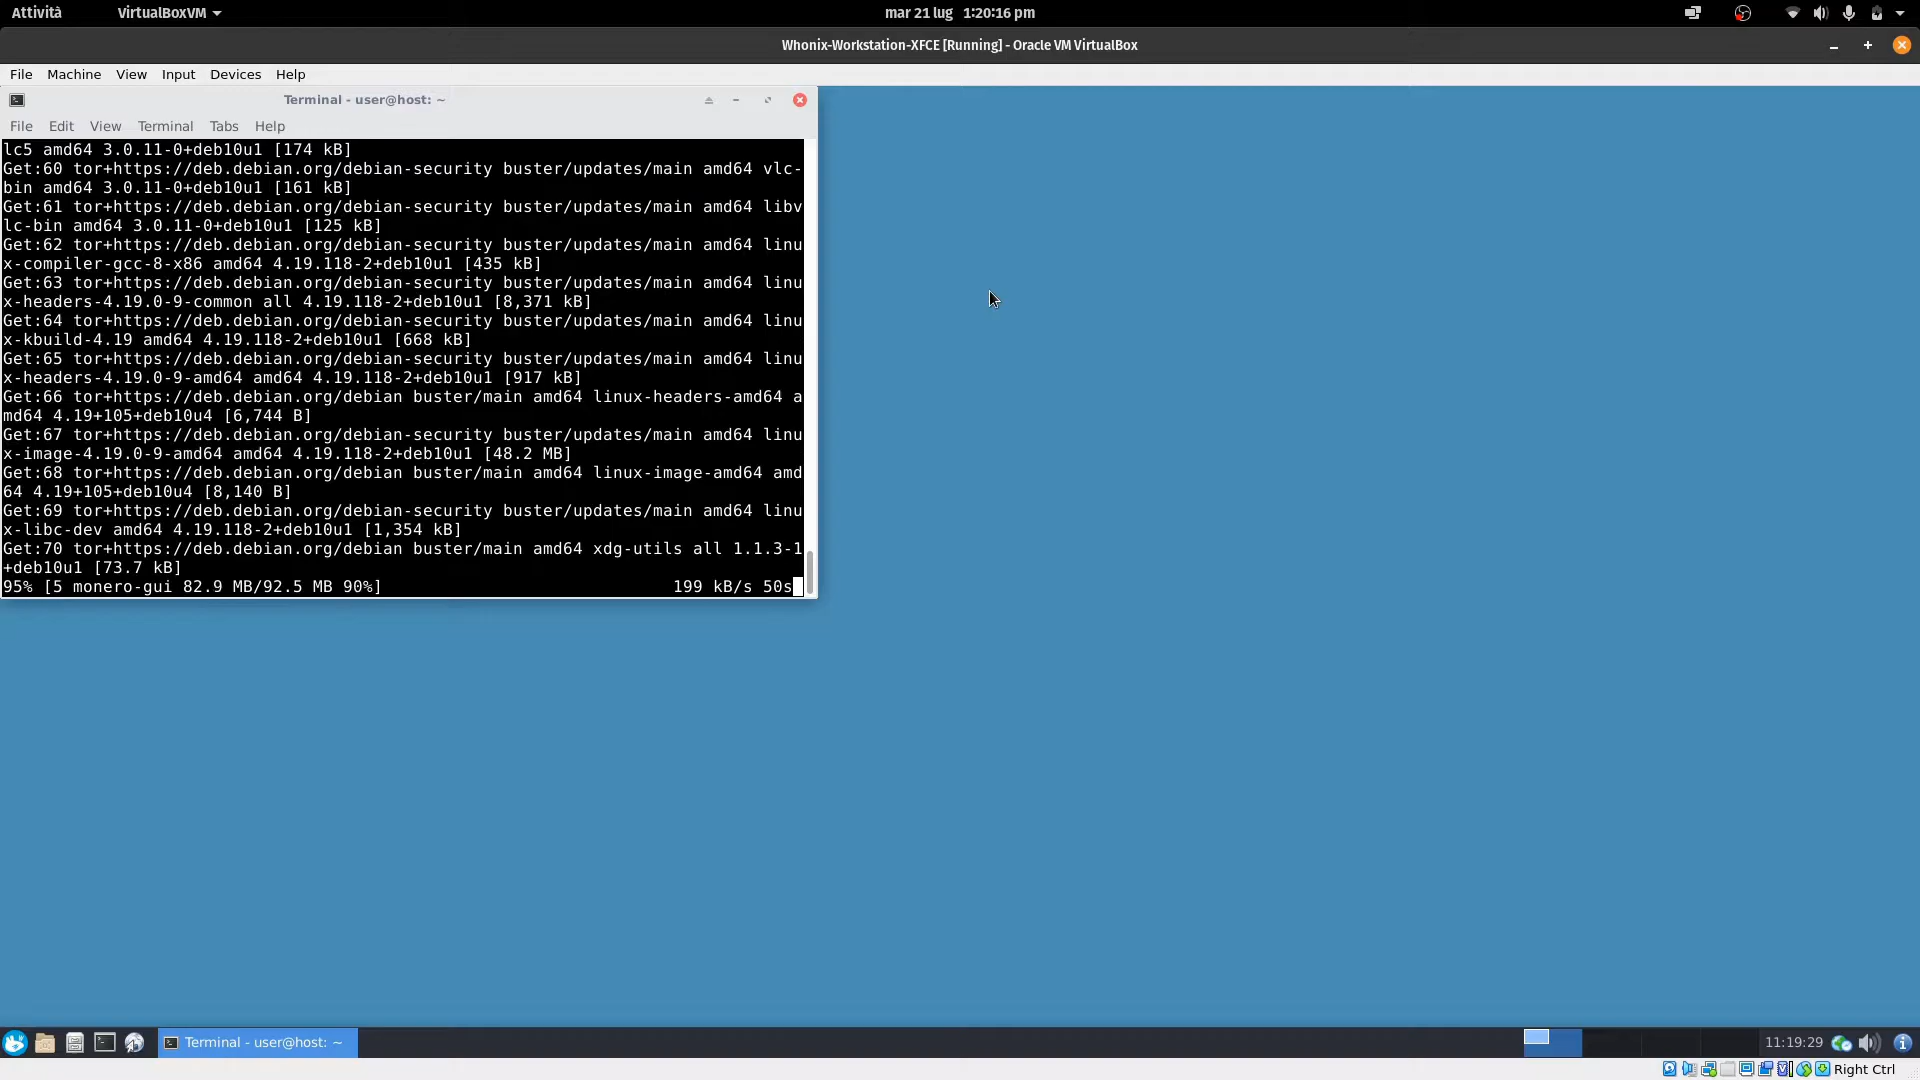 Attività
VirtualBoxVM
mar 21 lug 1:20:16 pm
Whonix-Workstation-XFCE [Running] - Oracle VM VirtualBox
File Machine View Input Devices Help
Terminal - user@host: ~
File Edit View Terminal Tabs Help
lc5 amd64 3.0.11-0+deb10u1 [174 kB]
Get:60 tor+https://deb.debian.org/debian-security buster/updates/main amd64 vlc-
bin amd64 3.0.11-0+deb10u1 [161 kB]
Get:61 tor+https://deb.debian.org/debian-security buster/updates/main amd64 libv
lc-bin amd64 3.0.11-0+deb10u1 [125 kB]
Get:62 tor+https://deb.debian.org/debian-security buster/updates/main amd64 linu
x-compiler-gcc-8-x86 amd64 4.19.118-2+deb10u1 [435 kB]
Get:63 tor+https://deb.debian.org/debian-security buster/updates/main amd64 linu
x-headers-4.19.0-9-common all 4.19.118-2+deb10u1 [8,371 kB]
Get:64 tor+https://deb.debian.org/debian-security buster/updates/main amd64 linu
x-kbuild-4.19 amd64 4.19.118-2+deb10u1 [668 kB]
Get:65 tor+https://deb.debian.org/debian-security buster/updates/main amd64 linu
x-headers-4.19.0-9-amd64 amd64 4.19.118-2+deb10u1 [917 kB]
Get:66 tor+https://deb.debian.org/debian buster/main amd64 linux-headers-amd64 a
md64 4.19+105+deb10u4 [6,744 B]
Get:67 tor+https://deb.debian.org/debian-security buster/updates/main amd64 linu
x-image-4.19.0-9-amd64 amd64 4.19.118-2+deb10u1 [48.2 MB]
Get:68 tor+https://deb.debian.org/debian buster/main amd64 linux-image-amd64 amd
64 4.19+105+deb10u4 [8,140 B]
Get:69 tor+https://deb.debian.org/debian-security buster/updates/main amd64 linu
x-libc-dev amd64 4.19.118-2+deb10u1 [1,354 kB]
Get:70 tor+https://deb.debian.org/debian buster/main amd64 xdg-utils all 1.1.3-1
+deb10u1 [73.7 kB]
95% [5 monero-gui 82.9 MB/92.5 MB 90%] 199 kB/s 50s
Terminal - user@host: ~
11:19:29
Right Ctrl